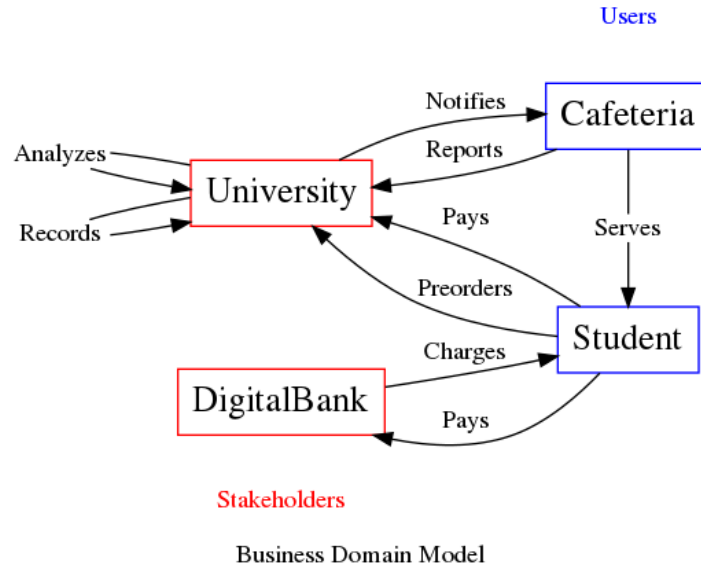 Users
Notifies
Cafeteria
Analyzes
Reports
University
Pays
Records
Serves
Preorders
Student
Charges
DigitalBank
Pays
Stakeholders
Business Domain Model